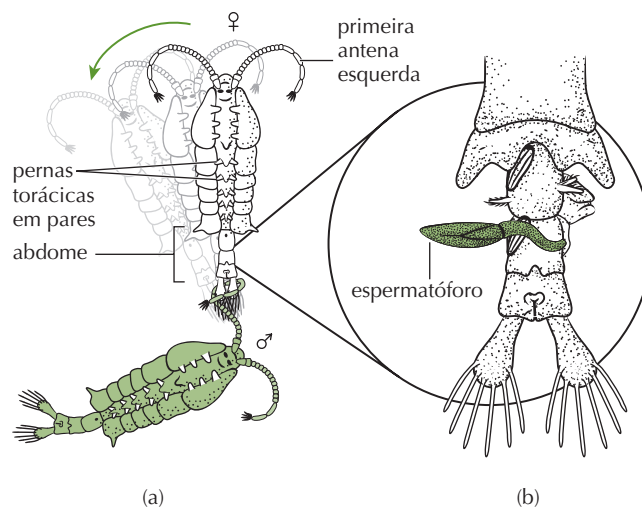 ♀
primeira
antena
esquerda
pernas
torácicas
em pares
abdome
espermatóforo
♂
(a)
(b)